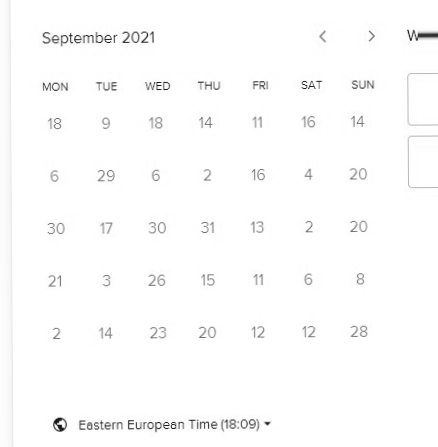 September 2021
MON TUE WED THU FRI SAT SUN
18 9 18 14 11 16 14
6 29 6 2 16 4 20
30 17 30 31 13 2 20
21 3 26 15 11 6 8
2 14 23 20 12 12 28
Eastern European Time (18:09)